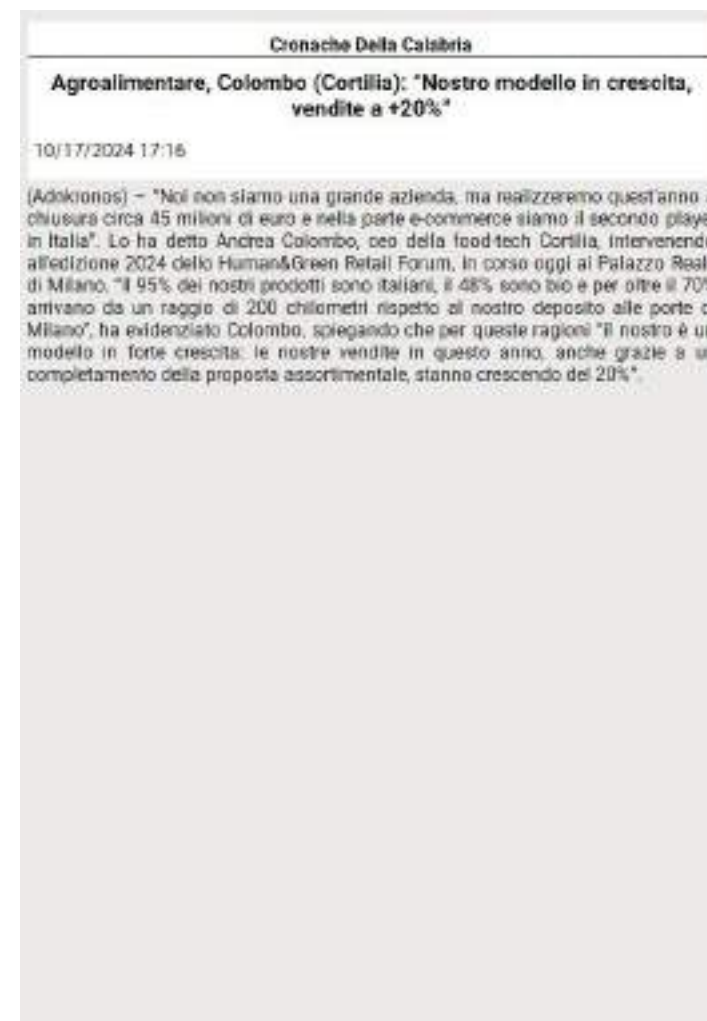 Cronache Della Calabria
Agroalimentare, Colombo (Cortilia): "Nostro modello in crescita,
vendite a +20%"
10/17/2024 17:16
(Adnkronos) – "Noi non siamo una grande azienda, ma realizzeremo quest'anno a
chiusura circa 45 milioni di euro e nella parte e-commerce siamo il secondo playe
in Italia". Lo ha detto Andrea Colombo, ceo della food-tech Cortilia, intervenendo
all'edizione 2024 dello Human&Green Retail Forum, in corso oggi al Palazzo Real
di Milano. "Il 95% dei nostri prodotti sono italiani, il 48% sono bio e per oltre il 70%
arrivano da un raggio di 200 chilometri rispetto al nostro deposito alle porte d
Milano", ha evidenziato Colombo, spiegando che per queste ragioni "il nostro è un
modello in forte crescita: le nostre vendite in questo anno, anche grazie a un
completamento della proposta assortimentale, stanno crescendo del 20%".